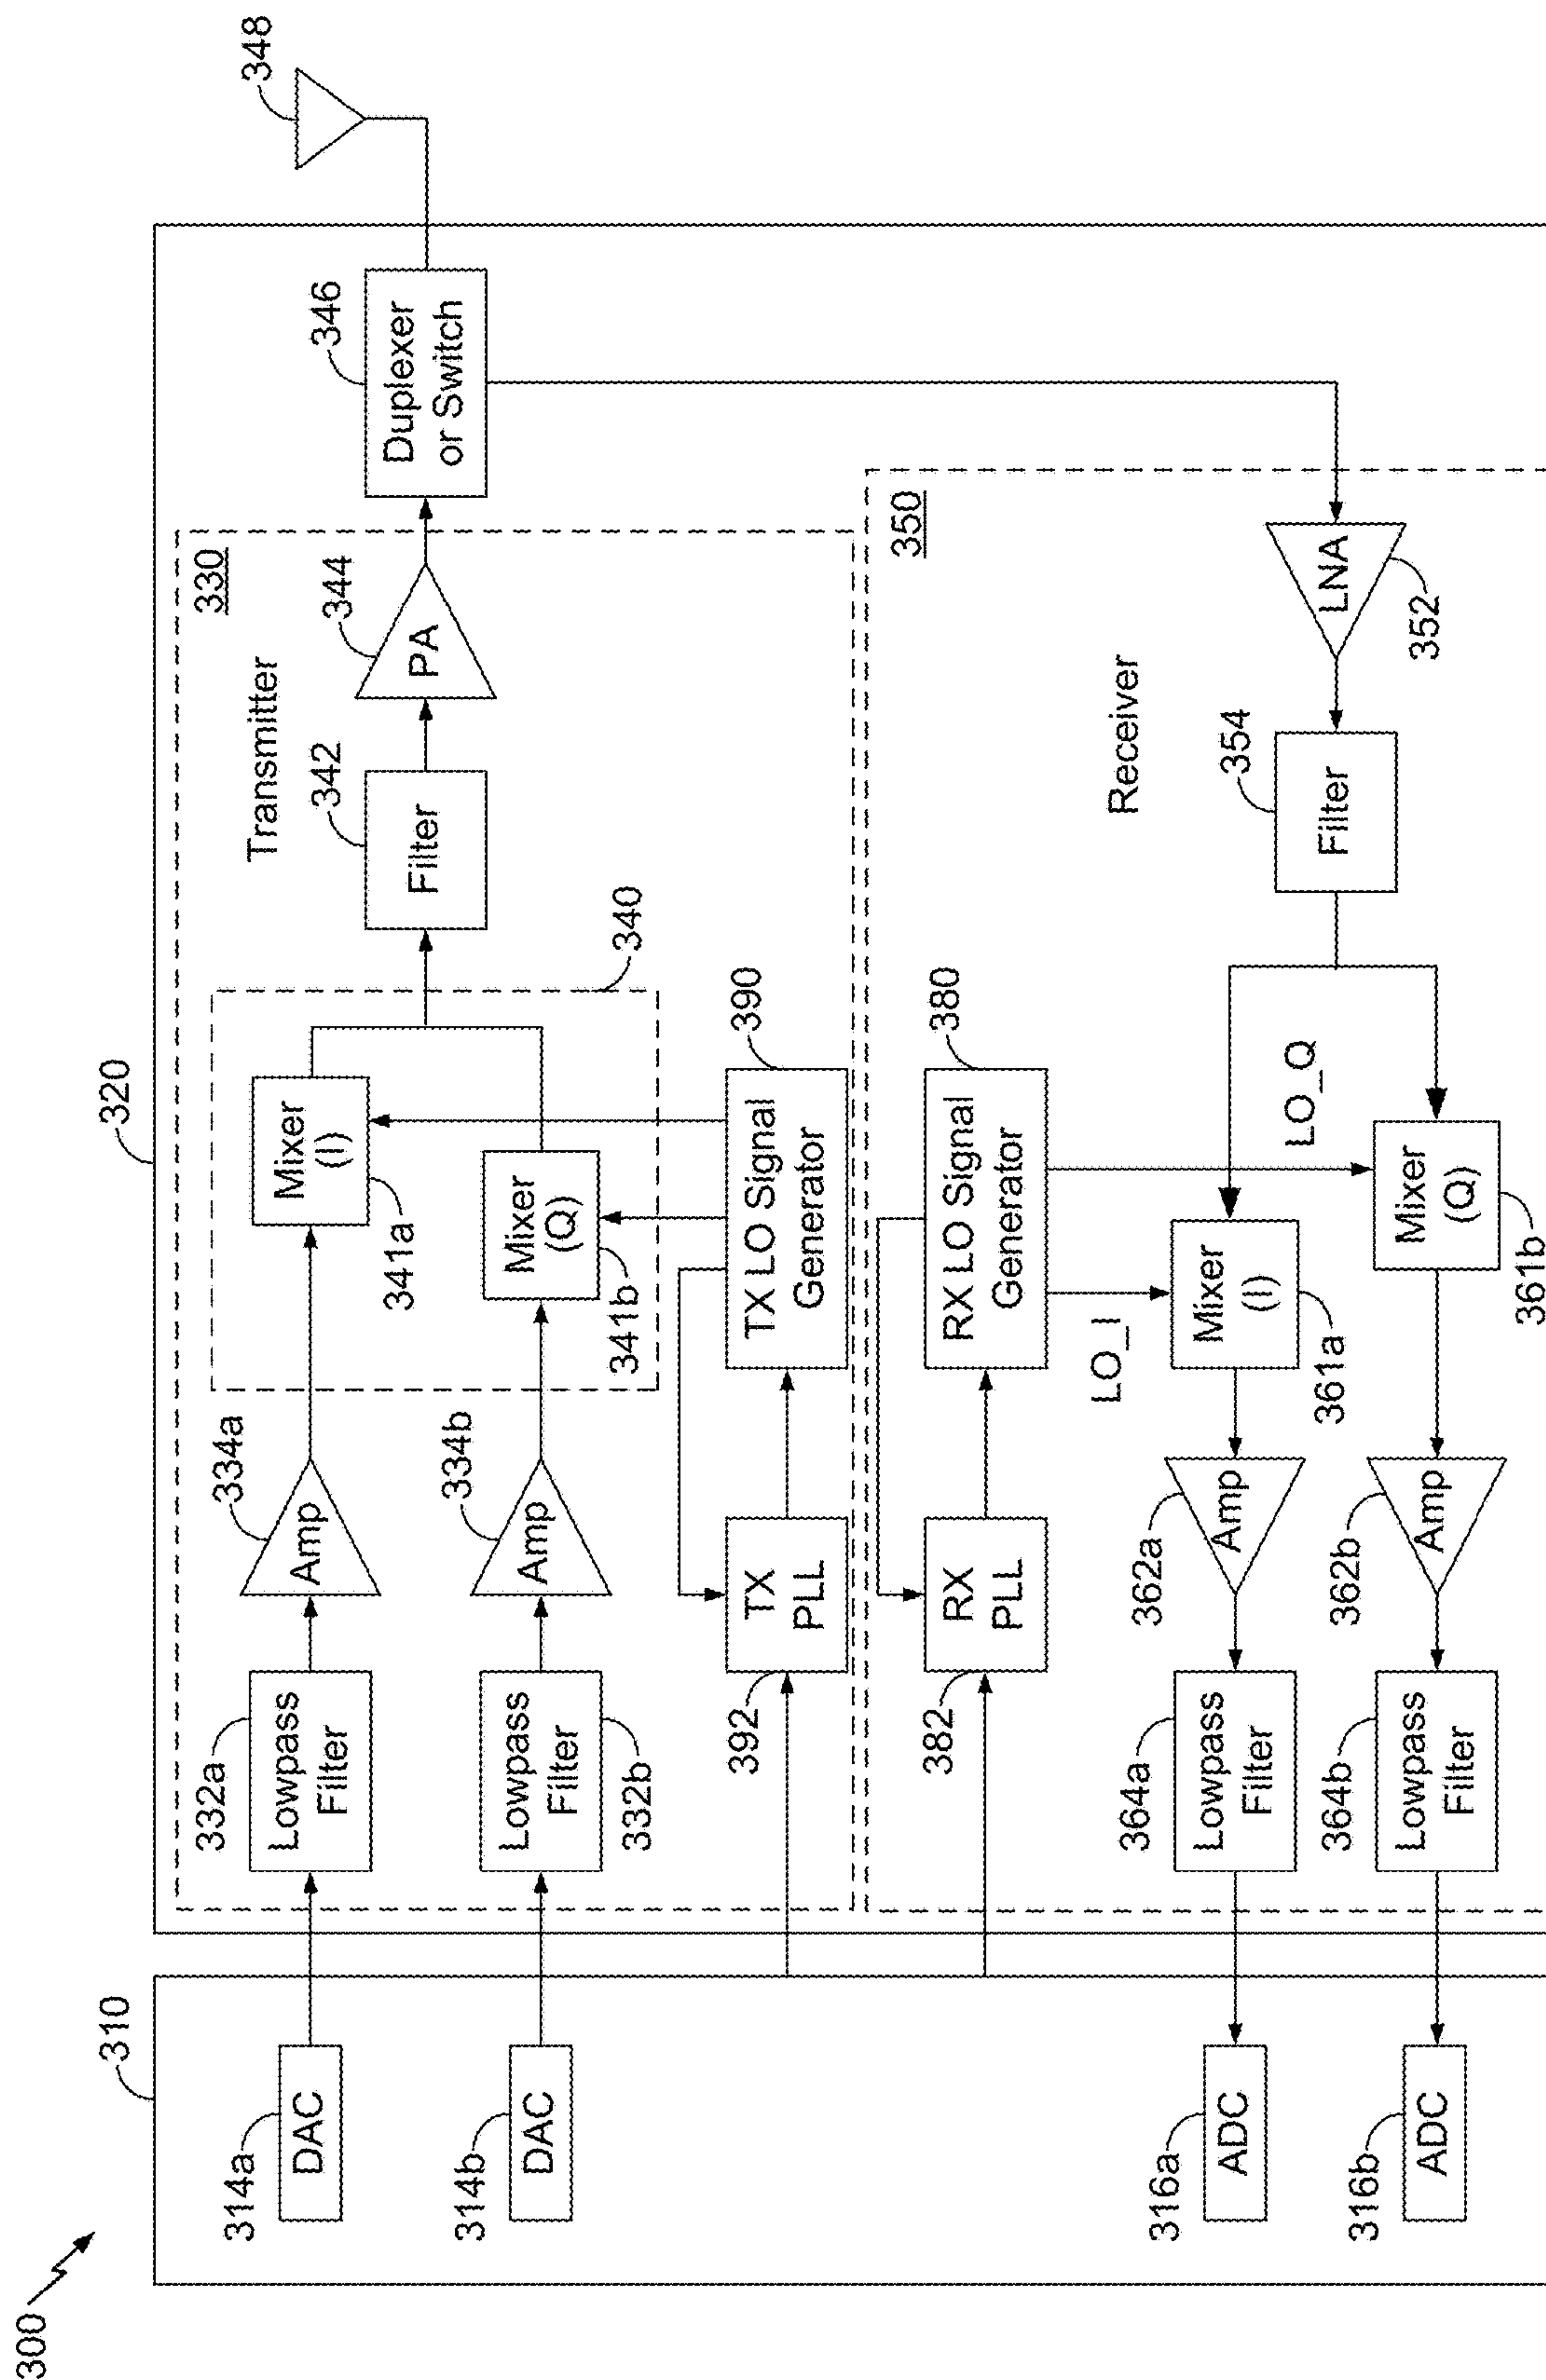 300
310
320
314a
DAC
314b
DAC
316a
ADC
316b
ADC
330
Transmitter
332a
Lowpass
Filter
334a
Amp
332b
Lowpass
Filter
334b
Amp
340
Mixer
(I)
341a
Mixer
(Q)
341b
342
Filter
344
PA
346
Duplexer
or Switch
348
392
TX
PLL
390
TX LO Signal
Generator
350
Receiver
382
RX
PLL
380
RX LO Signal
Generator
LO_I
LO_Q
352
LNA
354
Filter
Mixer
(I)
361a
Mixer
(Q)
361b
362a
Amp
362b
Amp
364a
Lowpass
Filter
364b
Lowpass
Filter